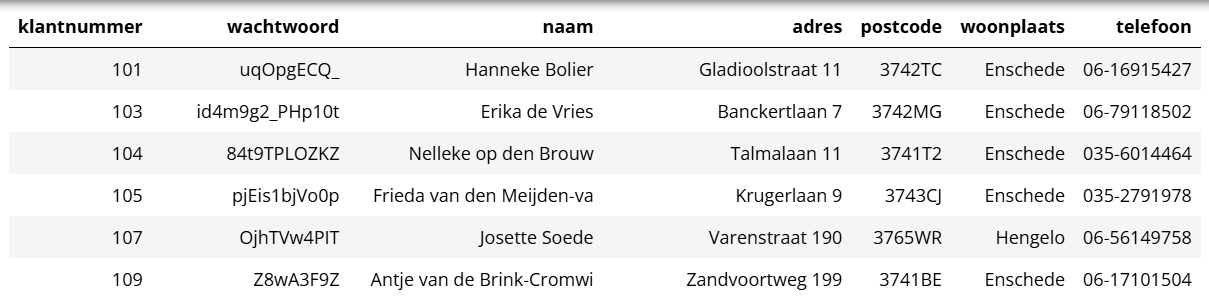 klantnummer wachtwoord naam adres postcode woonplaats telefoon
101 uqOpgECQ_ Hanneke Bolier Gladioolstraat 11 3742TC Enschede 06-16915427
103 id4m9g2_PHp10t Erika de Vries Banckertlaan 7 3742MG Enschede 06-79118502
104 84t9TPLOZKZ Nelleke op den Brouw Talmalaan 11 3741T2 Enschede 035-6014464
105 pjEis1bjVo0p Frieda van den Meijden-va Krugerlaan 9 3743CJ Enschede 035-2791978
107 OjhTVw4PIT Josette Soede Varenstraat 190 3765WR Hengelo 06-56149758
109 Z8wA3F9Z Antje van de Brink-Cromwi Zandvoortweg 199 3741BE Enschede 06-17101504